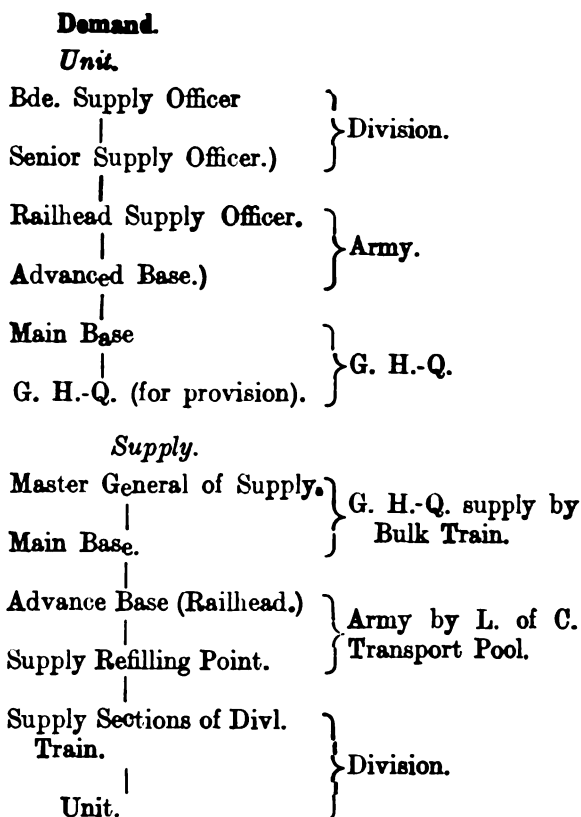 Demand.
Unit.
Bde. Supply Officer
Division.
Senior Supply Officer.)
Railhead Supply Officer.
Army.
Advanced Base.)
Main Base
G. H.-Q.
G. H.-Q. (for provision).
Supply.
Master General of Supply.
G. H.-Q. supply by
Bulk Train.
Main Base.
Advance Base (Railhead.)
Army by L. of C.
Transport Pool.
Supply Refilling Point.
Supply Sections of Divl.
Train.
Division.
Unit.